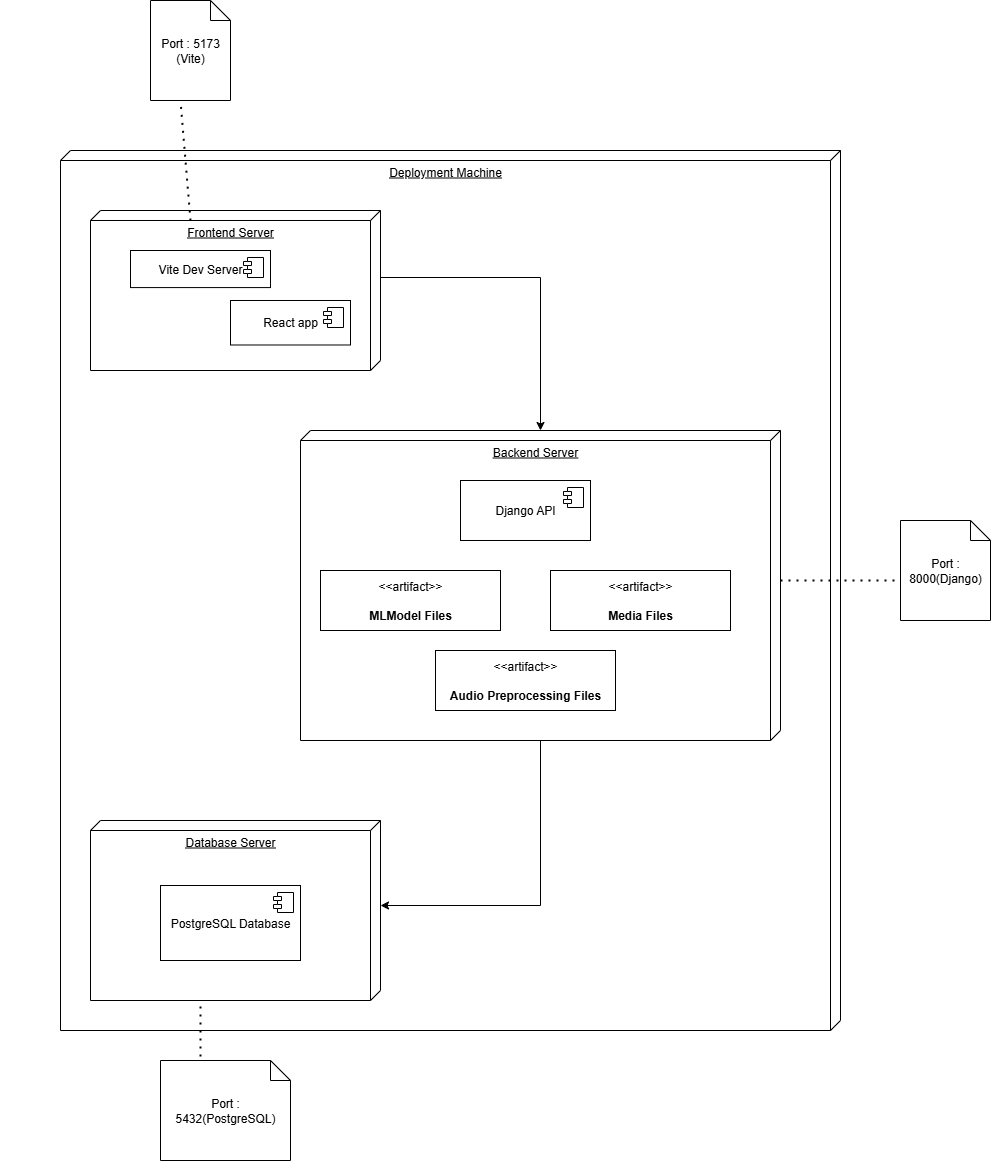 Port : 5173
(Vite)
Deployment Machine
Frontend Server
Vite Dev Server
React app
Backend Server
Django API
<<artifact>>
MLModel Files
<<artifact>>
Media Files
<<artifact>>
Audio Preprocessing Files
Port :
8000(Django)
Database Server
PostgreSQL Database
Port :
5432(PostgreSQL)